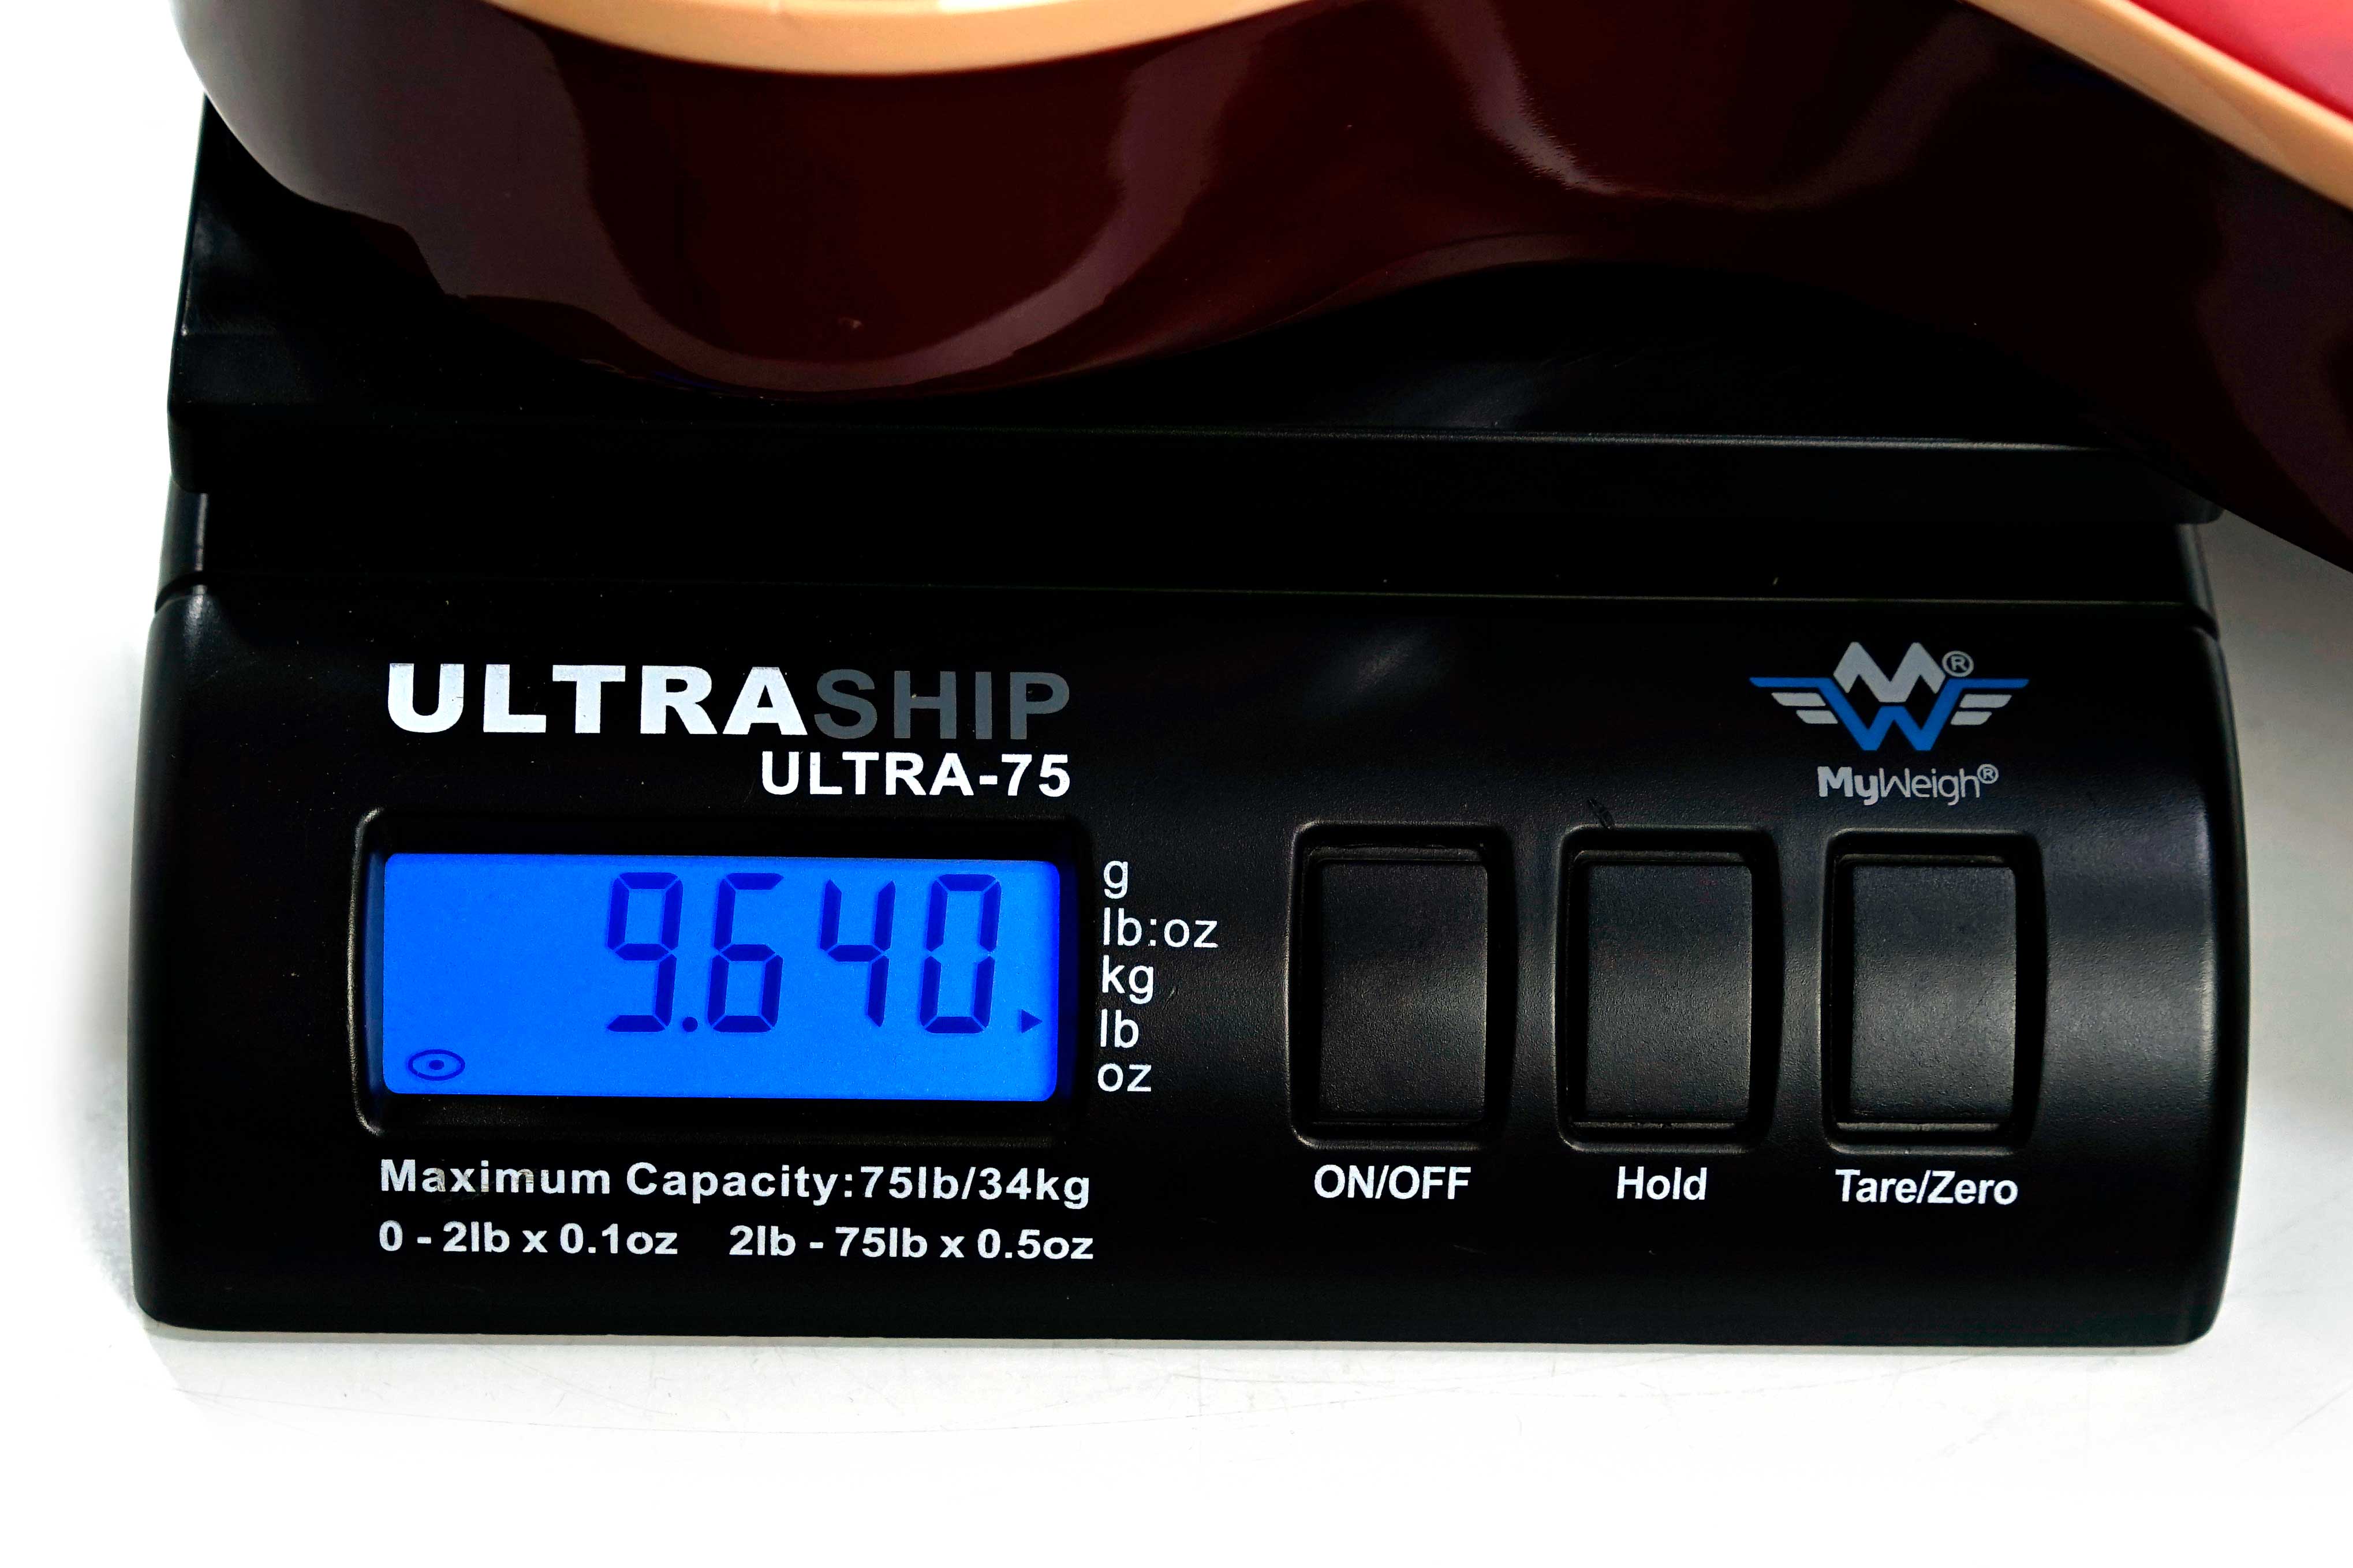 ULTRASHIP
ULTRA-75
MW®
MyWeigh®
9.640
g
lb:oz
kg
lb
oz
Maximum Capacity:75lb/34kg
0 - 2lb x 0.1oz 2lb - 75lb x 0.5oz
ON/OFF
Hold
Tare/Zero